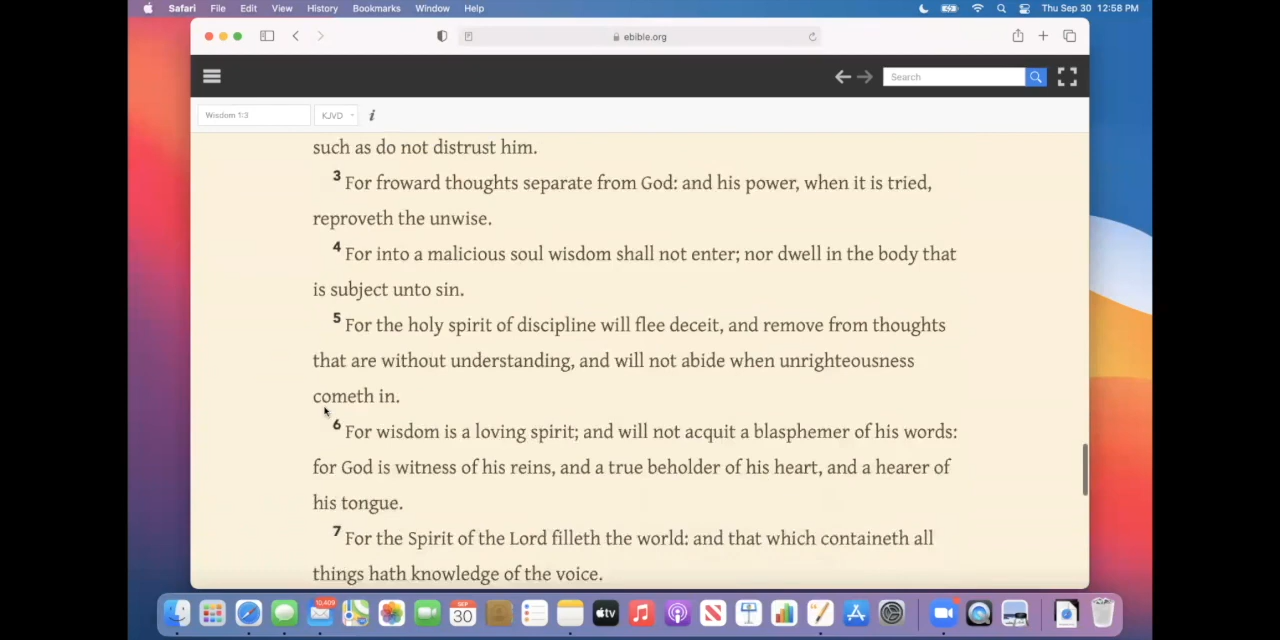 Safari File Edit View History Bookmarks Window Help Thu Sep 30 12:58 PM
ebible.org
Search
Wisdom 1:3 KJVD i
such as do not distrust him.
3 For froward thoughts separate from God: and his power, when it is tried,
reproveth the unwise.
4 For into a malicious soul wisdom shall not enter; nor dwell in the body that
is subject unto sin.
5 For the holy spirit of discipline will flee deceit, and remove from thoughts
that are without understanding, and will not abide when unrighteousness
cometh in.
6 For wisdom is a loving spirit; and will not acquit a blasphemer of his words:
for God is witness of his reins, and a true beholder of his heart, and a hearer of
his tongue.
7 For the Spirit of the Lord filleth the world: and that which containeth all
things hath knowledge of the voice.
10,409 SEP 30 tv